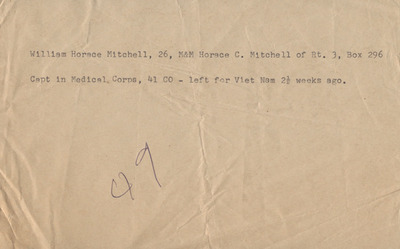 William Horace Mitchell, 26, M&M Horace C. Mitchell of Rt. 3, Box 296
Capt in Medical Corps, 41 CO - left for Viet Nam 2½ weeks ago.